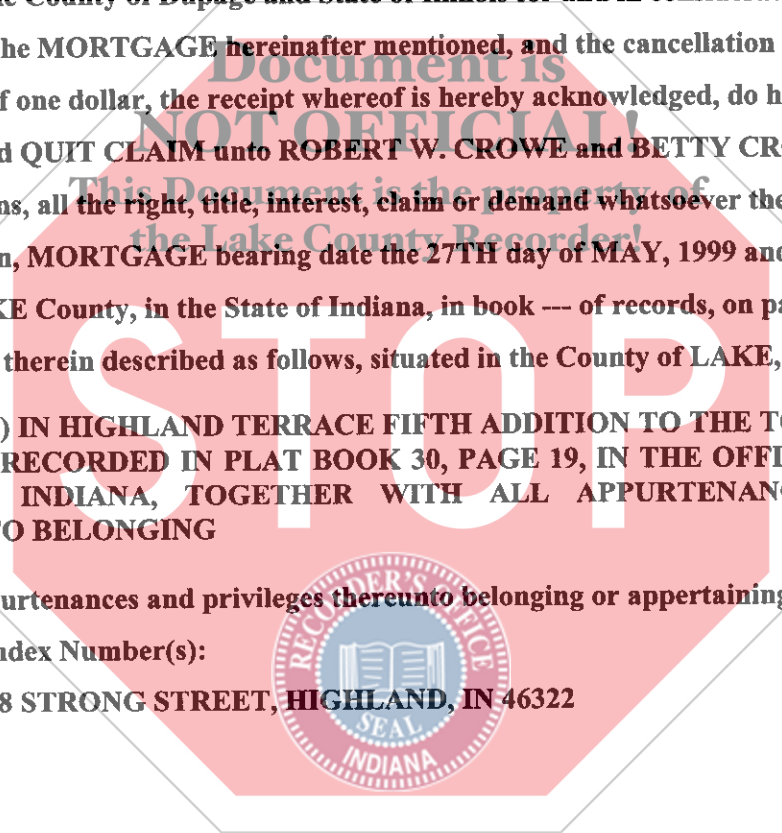 the County of Dupage and State of Illinois for and in consideration
he MORTGAGE hereinafter mentioned, and the cancellation
Document is
f one dollar, the receipt whereof is hereby acknowledged, do h
NOT OFFICIAL!
d QUIT CLAIM unto ROBERT W. CROWE and BETTY CR
This Document is the property of
ns, all the right, title, interest, claim or demand whatsoever the
the Lake County Recorder!
n, MORTGAGE bearing date the 27TH day of MAY, 1999 and
KE County, in the State of Indiana, in book --- of records, on pa
therein described as follows, situated in the County of LAKE,
STOP
) IN HIGHLAND TERRACE FIFTH ADDITION TO THE TO
RECORDED IN PLAT BOOK 30, PAGE 19, IN THE OFFI
INDIANA, TOGETHER WITH ALL APPURTENANC
O BELONGING
urtenances and privileges thereunto belonging or appertaining
ndex Number(s):
8 STRONG STREET, HIGHLAND, IN 46322
RECORDER'S OFFICE
SEAL
INDIANA